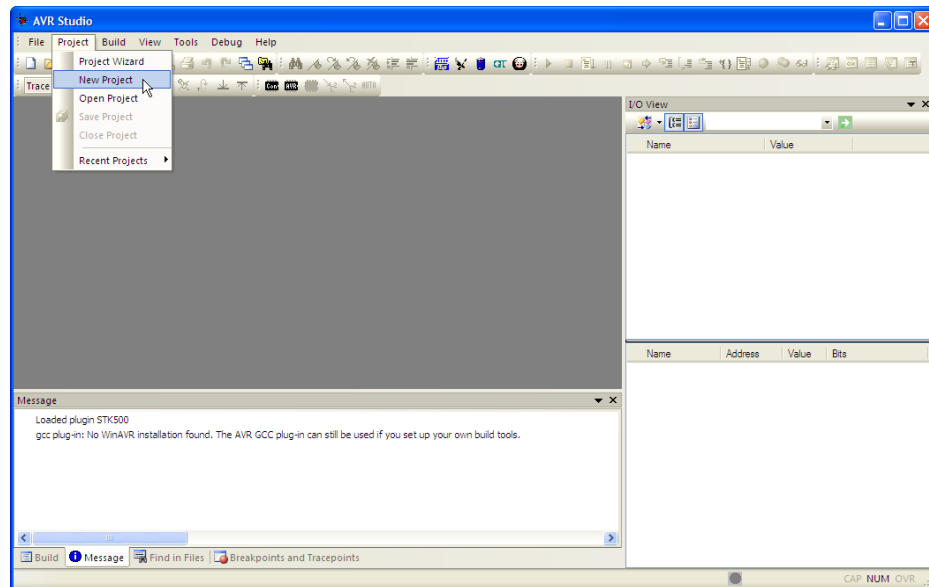 AVR Studio
File Project Build View Tools Debug Help
Project Wizard
New Project
Open Project
Save Project
Close Project
Recent Projects
Trace
Con AVR AUTO
I/O View
Name Value
Name Address Value Bits
Message
Loaded plugin STK500
gcc plug-in: No WinAVR installation found. The AVR GCC plug-in can still be used if you set up your own build tools.
Build Message Find in Files Breakpoints and Tracepoints
CAP NUM OVR